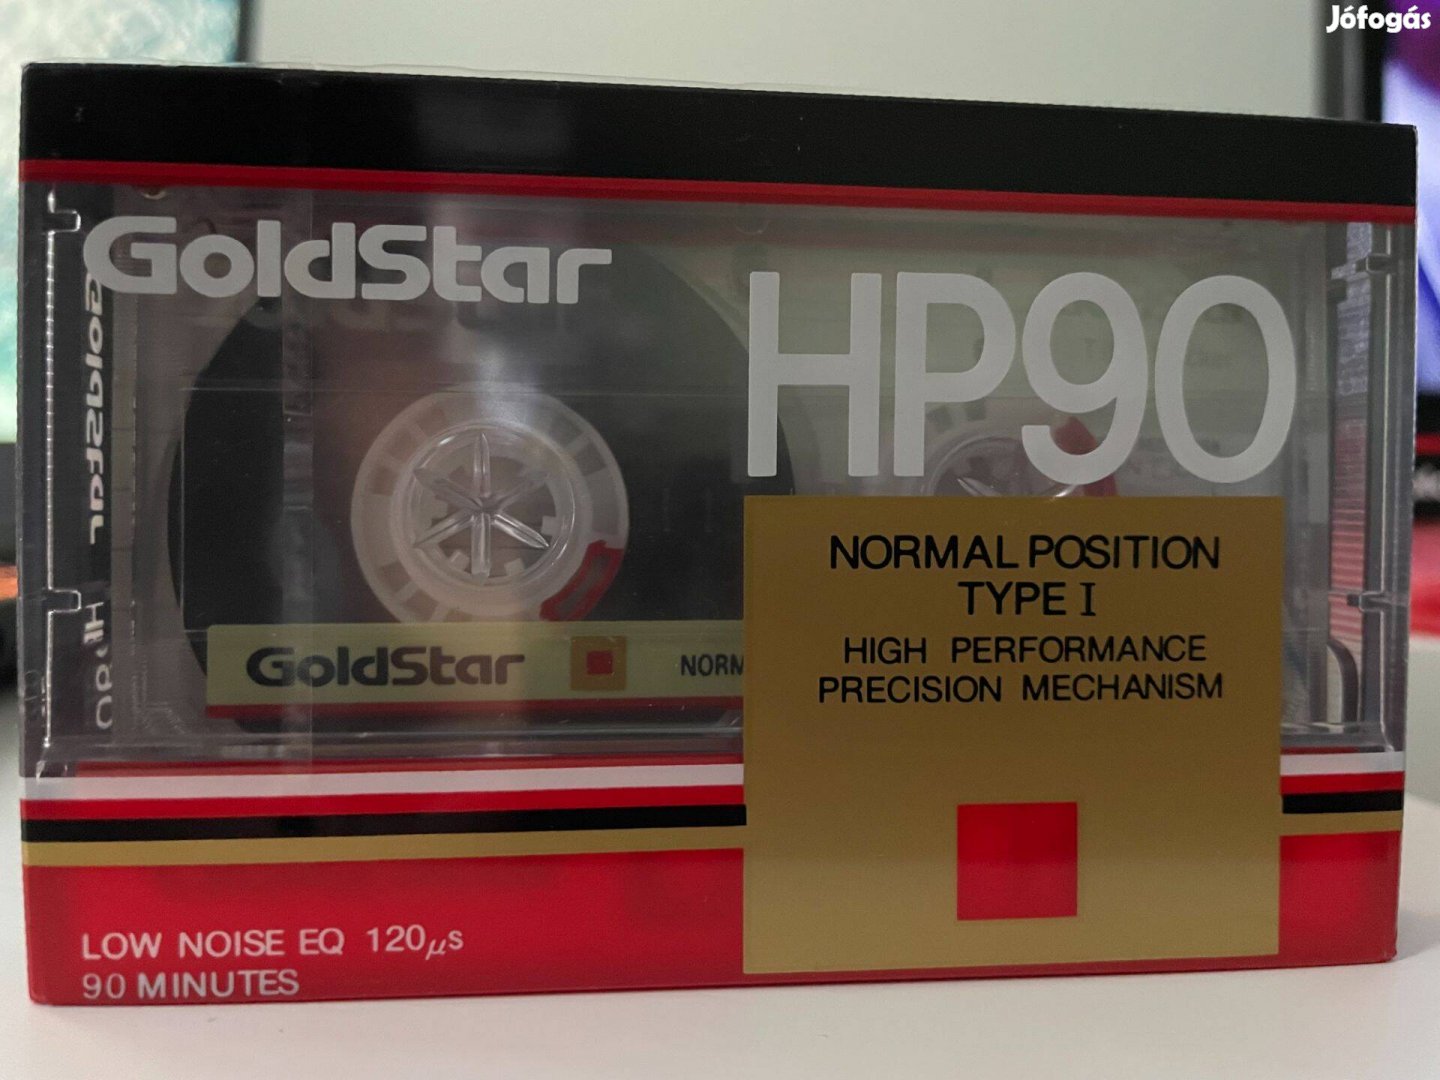 Jófogás
GoldStar
HP90
GoldStar HP90
NORMAL POSITION
TYPE I
HIGH PERFORMANCE
PRECISION MECHANISM
GoldStar
NORM
LOW NOISE EQ 120μs
90 MINUTES